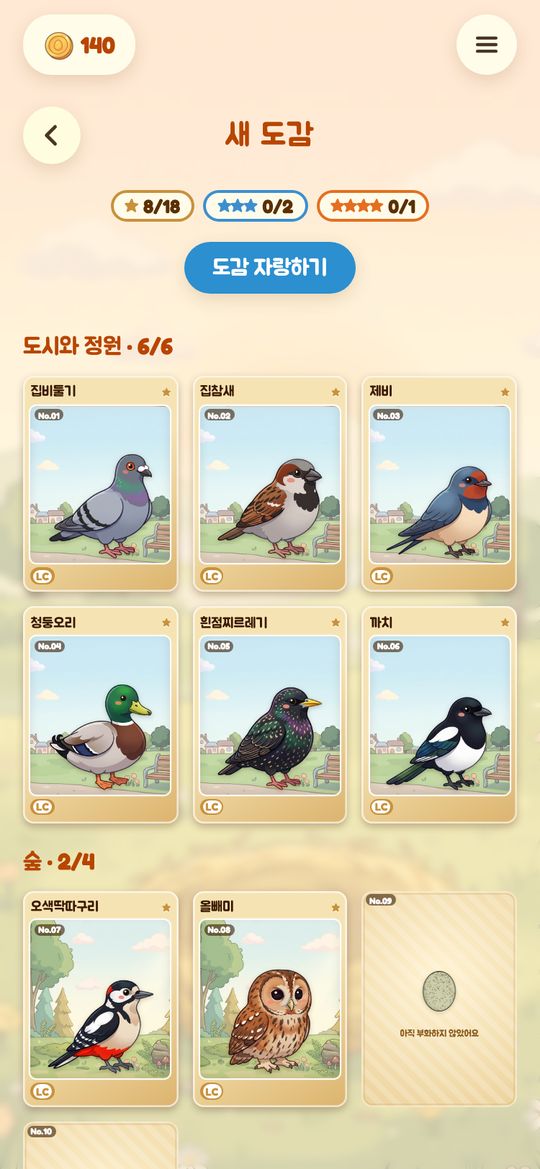 140
새 도감
8/18 0/2 0/1
도감 자랑하기
도시와 정원 · 6/6
집비둘기 집참새 제비
No.01 No.02 No.03
LC LC LC
청둥오리 흰점찌르레기 까치
No.04 No.05 No.06
LC LC LC
숲 · 2/4
오색딱따구리 올빼미 No.09
No.07 No.08
아직 부화하지 않았어요
LC LC
No.10